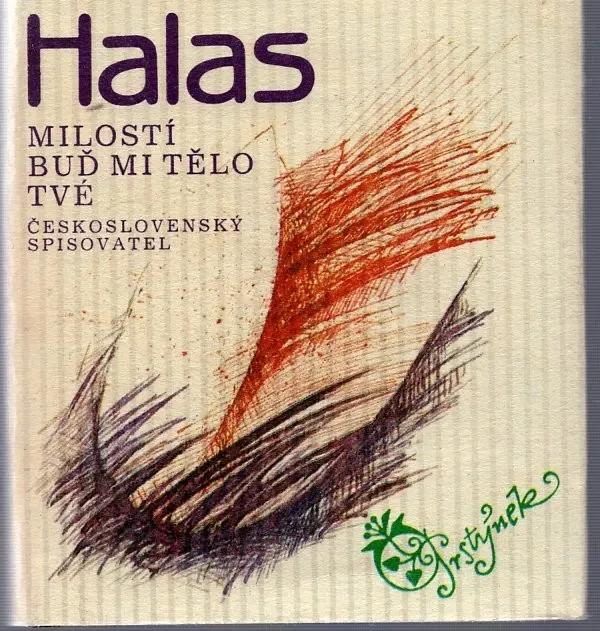 Halas
MILOSTÍ
BUĎ MI TĚLO
TVÉ
ČESKOSLOVENSKÝ
SPISOVATEL
Prstýnek